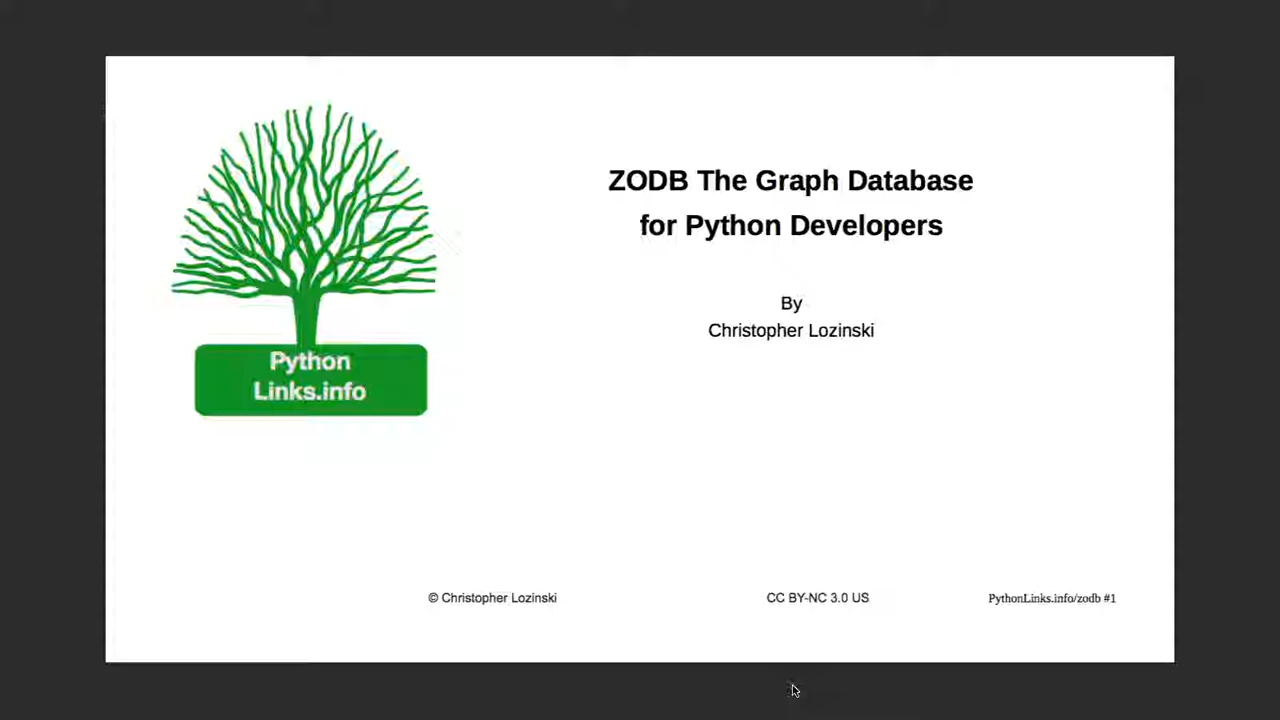 ZODB The Graph Database
for Python Developers
By
Christopher Lozinski
Python
Links.info
© Christopher Lozinski
CC BY-NC 3.0 US
PythonLinks.info/zodb #1